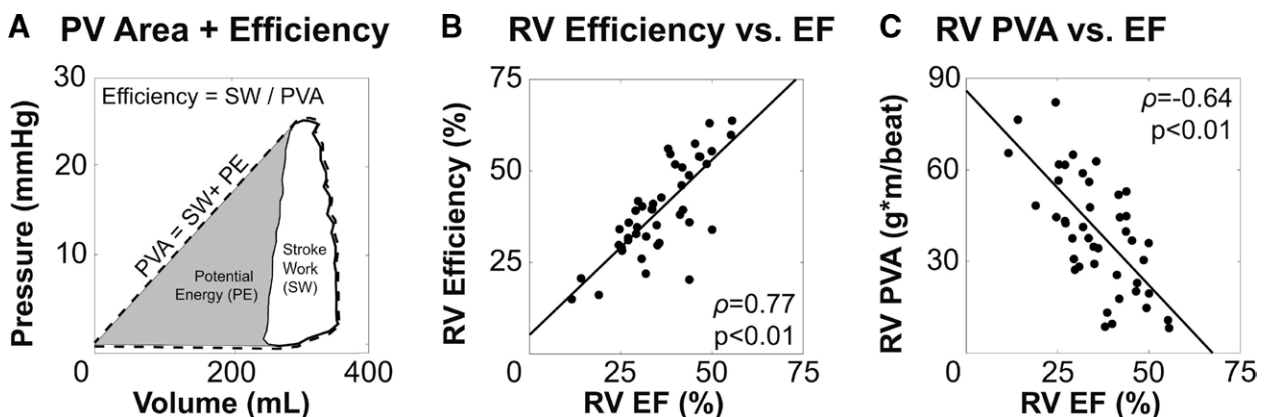 A PV Area + Efficiency
Pressure (mmHg)
30
20
10
0
200
400
Volume (mL)
Efficiency = SW / PVA
PVA = SW+ PE
Potential
Energy (PE)
Stroke
Work
(SW)
B RV Efficiency vs. EF
RV Efficiency (%)
75
50
25
0
25
50
75
RV EF (%)
ρ=0.77
p<0.01
C RV PVA vs. EF
RV PVA (g*m/beat)
90
60
30
0
25
50
75
RV EF (%)
ρ=-0.64
p<0.01